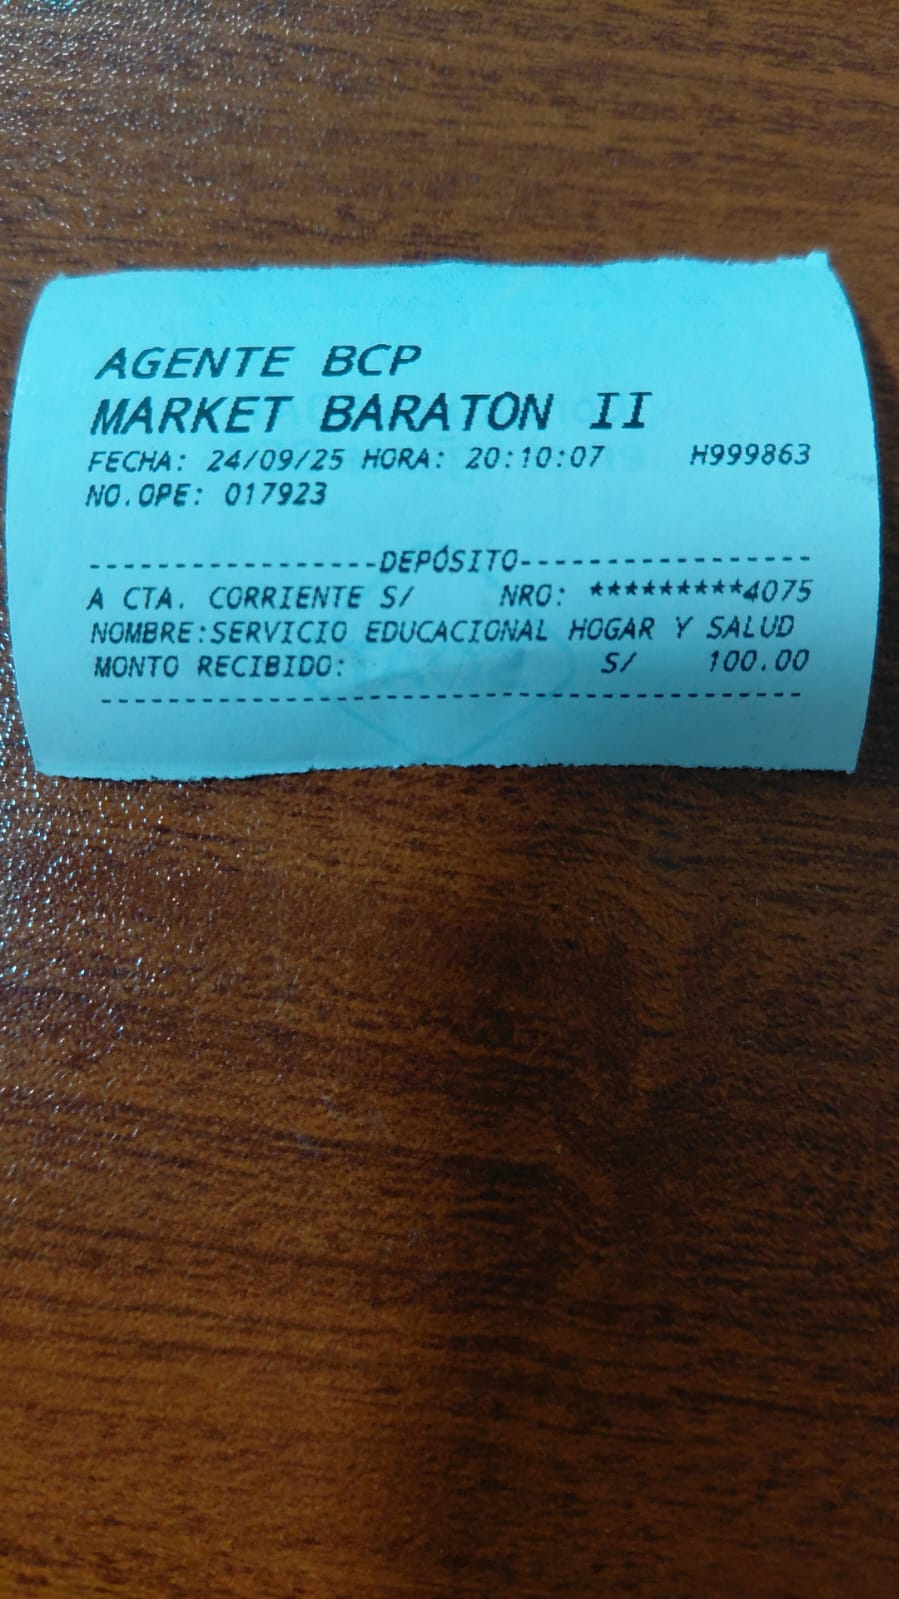 AGENTE BCP
MARKET BARATON II
FECHA: 24/09/25 HORA: 20:10:07 H999863
NO.OPE: 017923
-----------------DEPÓSITO-----------------
A CTA. CORRIENTE S/ NRO: *********4075
NOMBRE:SERVICIO EDUCACIONAL HOGAR Y SALUD
MONTO RECIBIDO: S/ 100.00
-----------------------------------------